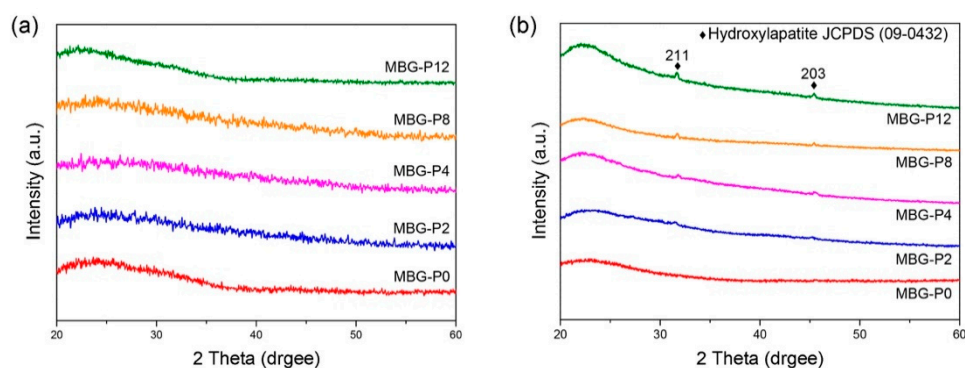 (a)
MBG-P12
MBG-P8
MBG-P4
MBG-P2
MBG-P0
Intensity (a.u.)
20 30 40 50 60
2 Theta (drgee)
(b)
♦Hydroxylapatite JCPDS (09-0432)
211
203
MBG-P12
MBG-P8
MBG-P4
MBG-P2
MBG-P0
Intensity (a.u.)
20 30 40 50 60
2 Theta (drgee)